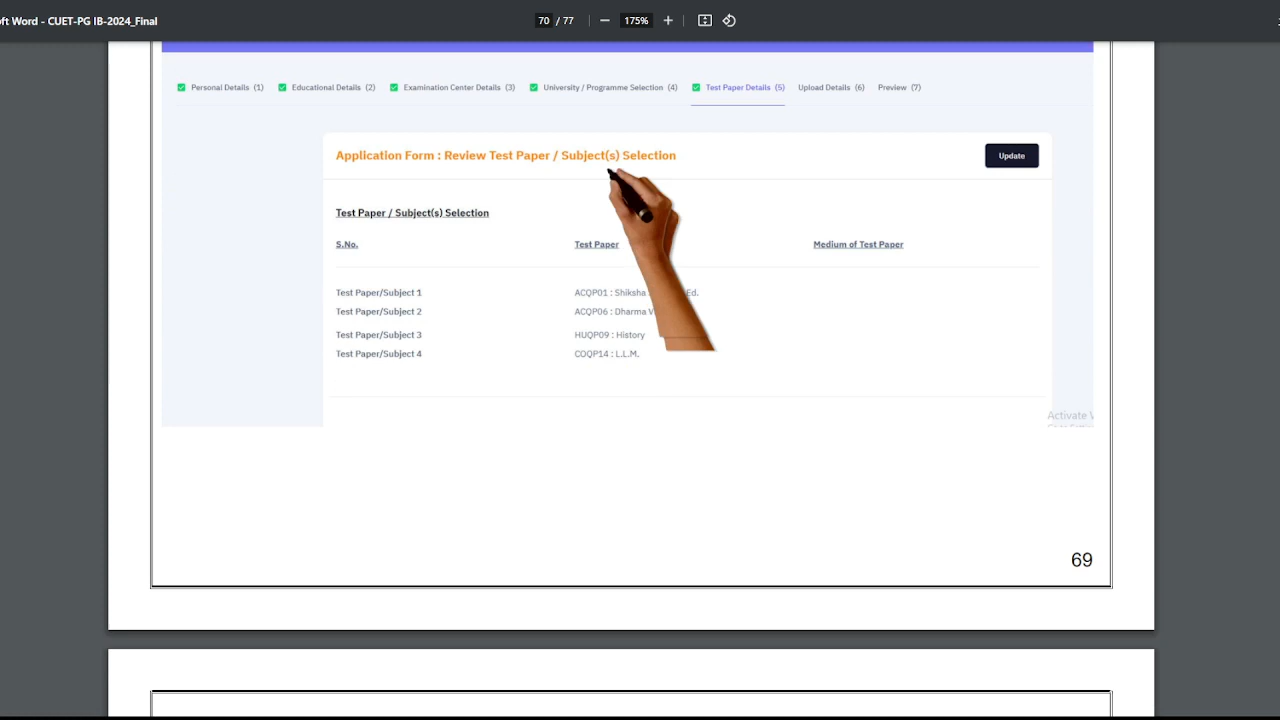 oft Word - CUET-PG IB-2024_Final
70 / 77
175%
Personal Details (1) Educational Details (2) Examination Center Details (3) University / Programme Selection (4) Test Paper Details (5) Upload Details (6) Preview (7)
Application Form : Review Test Paper / Subject(s) Selection
Update
Test Paper / Subject(s) Selection
S.No. Test Paper Medium of Test Paper
Test Paper/Subject 1 ACQP01 : Shiksha Ed.
Test Paper/Subject 2 ACQP06 : Dharma
Test Paper/Subject 3 HUQP09 : History
Test Paper/Subject 4 COQP14 : L.L.M.
Activate
69